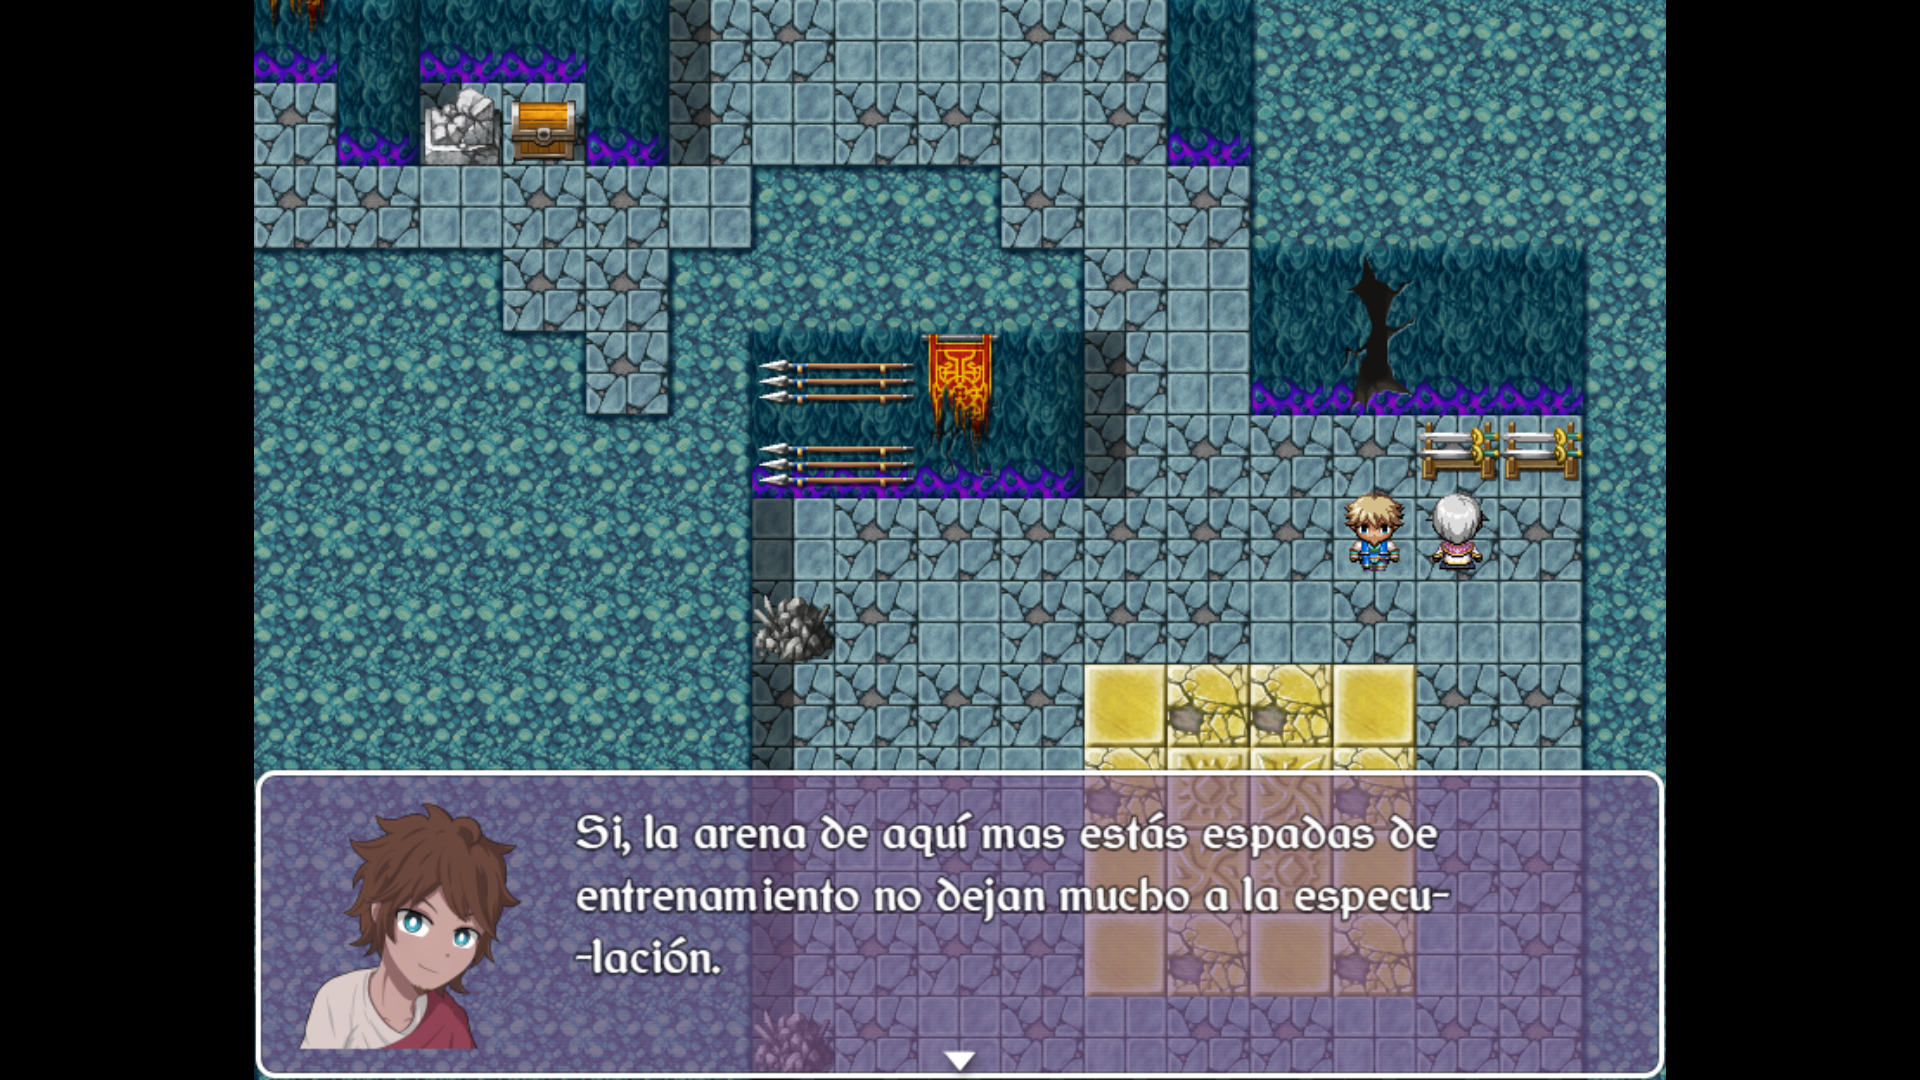 Si, la arena de aquí mas estás espadas de
entrenamiento no dejan mucho a la especu-
-lación.